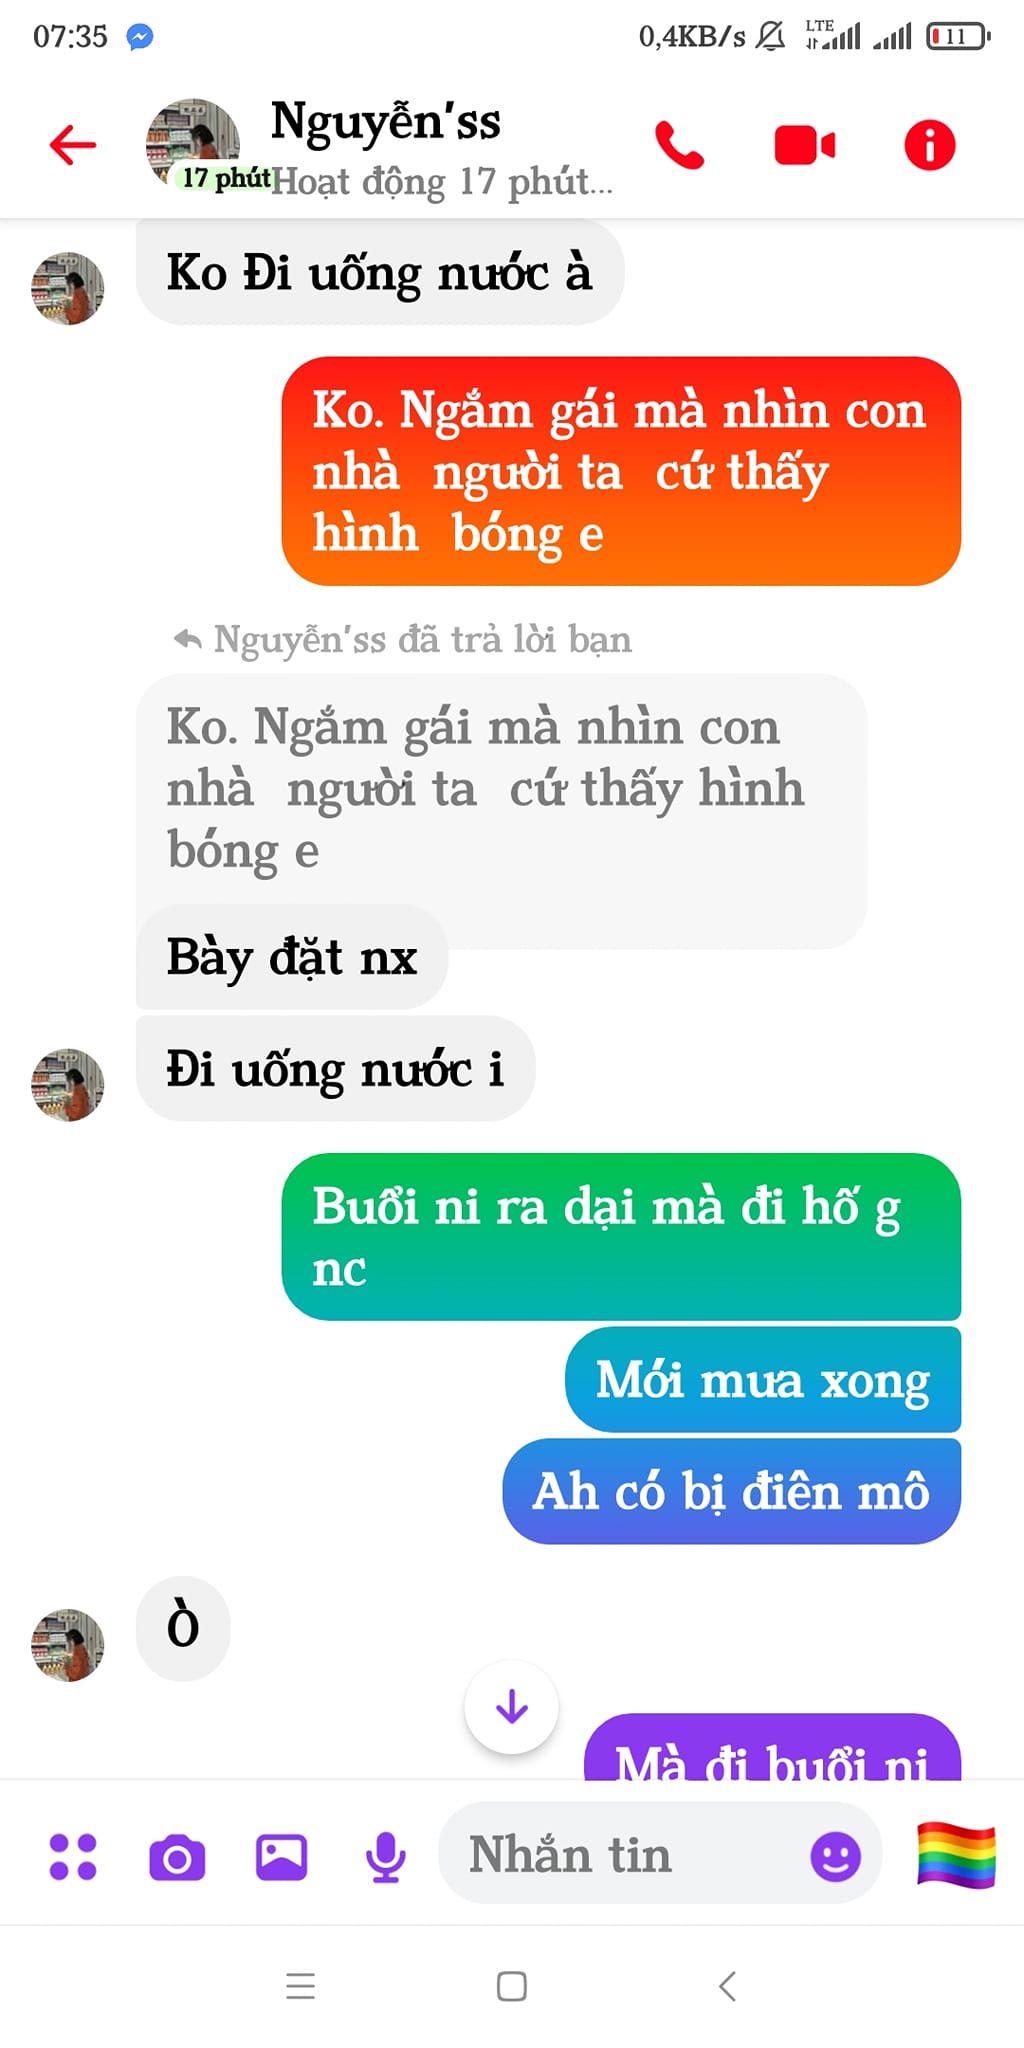 07:35
0,4KB/s LTE 11
Nguyễn'ss
17 phút
Hoạt động 17 phút...
Ko Đi uống nước à
Ko. Ngắm gái mà nhìn con
nhà người ta cứ thấy
hình bóng e
Nguyễn'ss đã trả lời bạn
Ko. Ngắm gái mà nhìn con
nhà người ta cứ thấy hình
bóng e
Bày đặt nx
Đi uống nước i
Buổi ni ra dại mà đi hố g
nc
Mới mưa xong
Ah có bị điên mô
Ò
Mà đi buổi ni
Nhắn tin